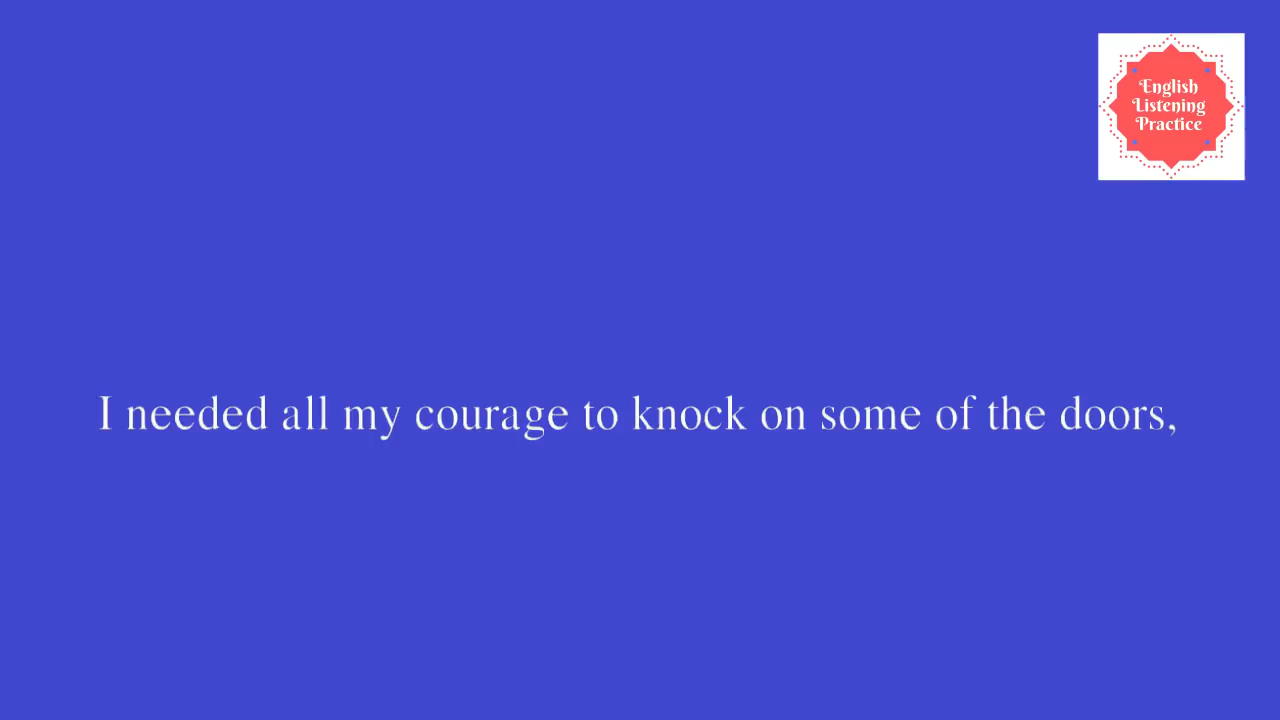 English
Listening
Practice
I needed all my courage to knock on some of the doors,